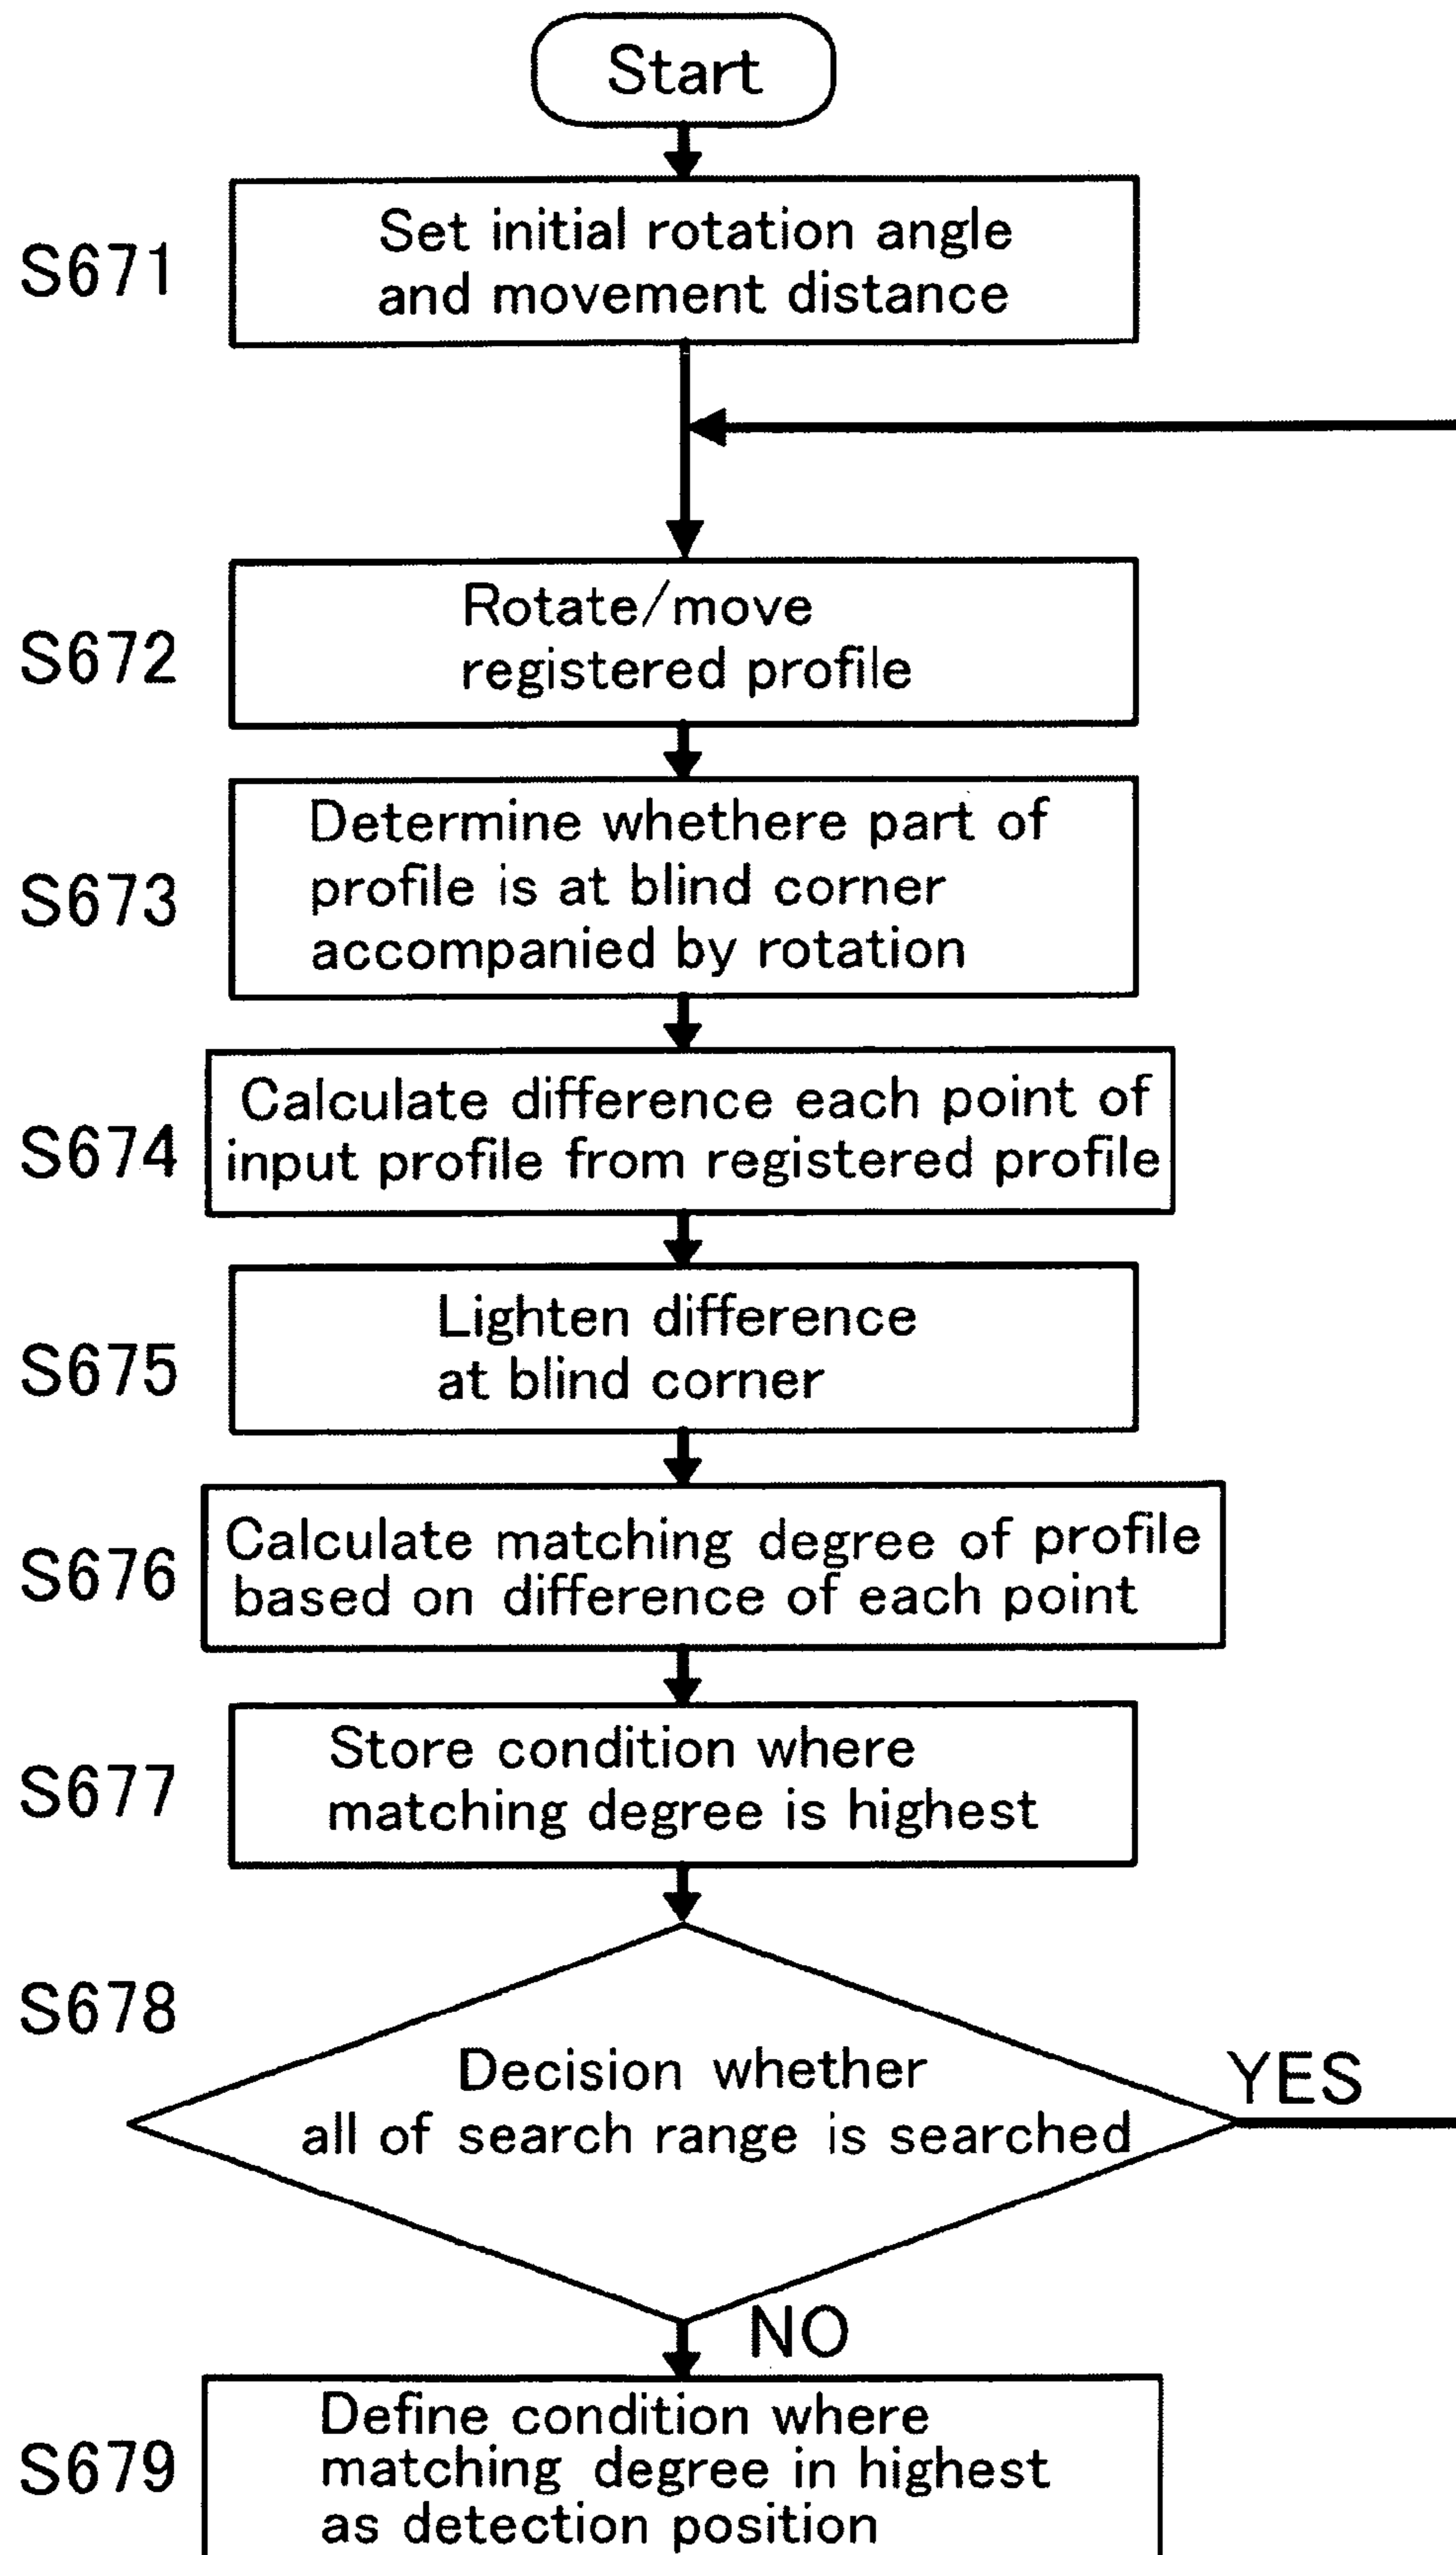 Start
S671
Set initial rotation angle
and movement distance
S672
Rotate/move
registered profile
S673
Determine whethere part of
profile is at blind corner
accompanied by rotation
S674
Calculate difference each point of
input profile from registered profile
S675
Lighten difference
at blind corner
S676
Calculate matching degree of profile
based on difference of each point
S677
Store condition where
matching degree is highest
S678
Decision whether
all of search range is searched
YES
NO
S679
Define condition where
matching degree in highest
as detection position